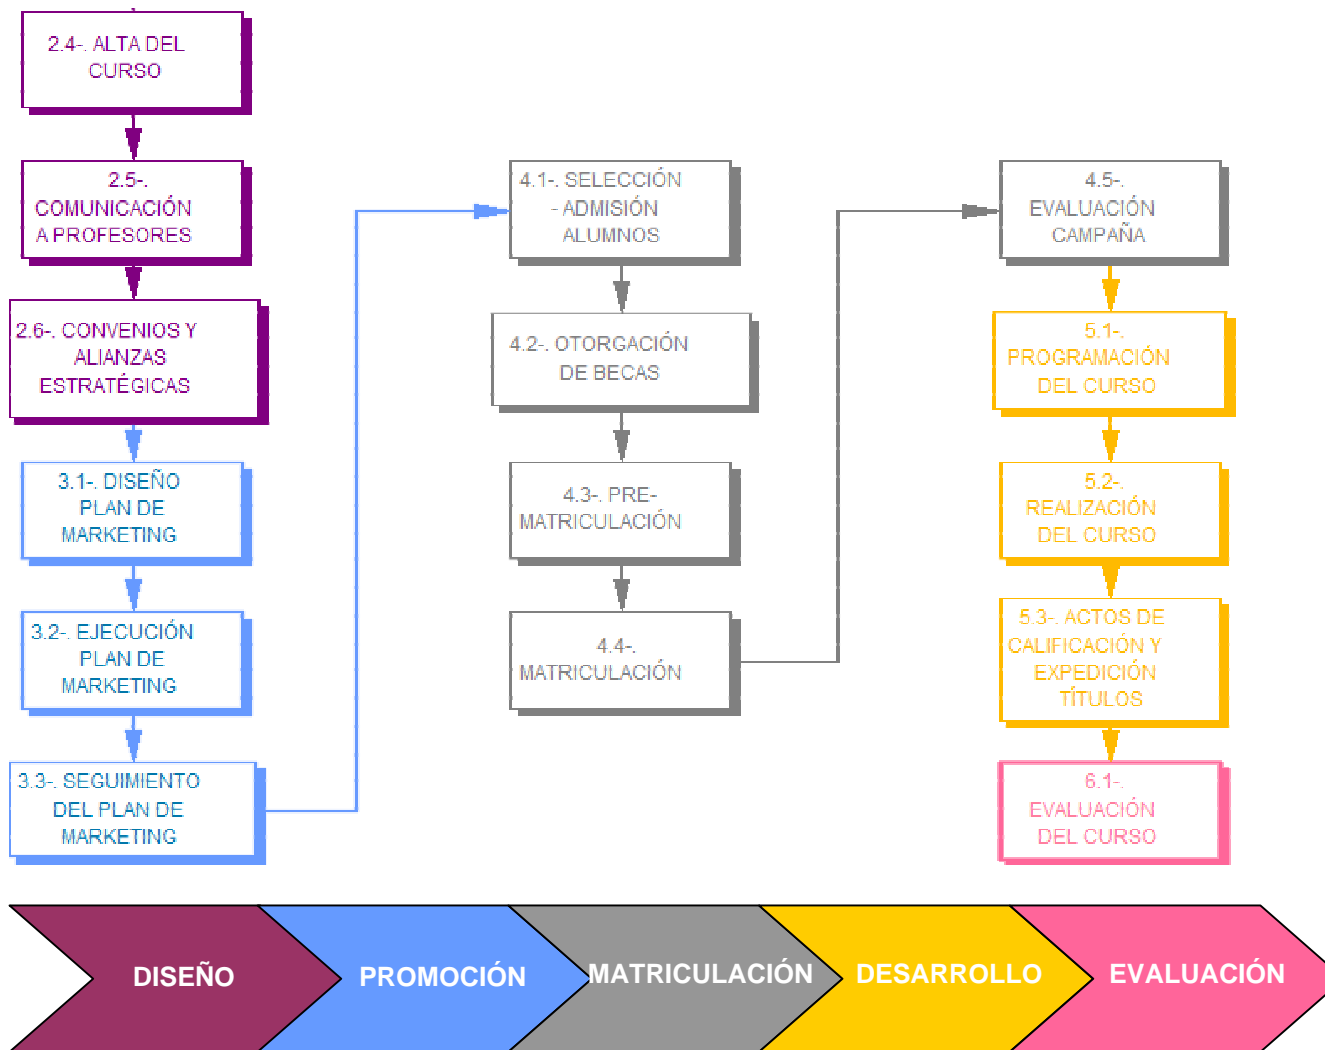 2.4-. ALTA DEL
CURSO
2.5-.
COMUNICACIÓN
A PROFESORES
2.6-. CONVENIOS Y
ALIANZAS
ESTRATÉGICAS
3.1-. DISEÑO
PLAN DE
MARKETING
3.2-. EJECUCIÓN
PLAN DE
MARKETING
3.3-. SEGUIMIENTO
DEL PLAN DE
MARKETING
4.1-. SELECCIÓN
- ADMISIÓN
ALUMNOS
4.2-. OTORGACIÓN
DE BECAS
4.3-. PRE-
MATRICULACIÓN
4.4-.
MATRICULACIÓN
4.5-.
EVALUACIÓN
CAMPAÑA
5.1-.
PROGRAMACIÓN
DEL CURSO
5.2-.
REALIZACIÓN
DEL CURSO
5.3-. ACTOS DE
CALIFICACIÓN Y
EXPEDICIÓN
TÍTULOS
6.1-.
EVALUACIÓN
DEL CURSO
DISEÑO
PROMOCIÓN
MATRICULACIÓN
DESARROLLO
EVALUACIÓN